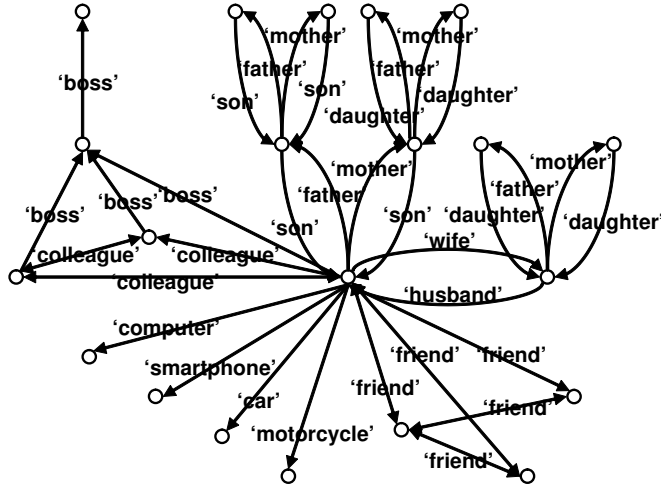 ‘mother’ ‘mother’
‘father’ ‘father’
‘boss’ ‘son’ ‘daughter’
‘son’ ‘daughter’
‘mother’ ‘mother’
‘boss’ ‘father’ ‘father’
‘boss’ ‘boss’ ‘son’ ‘son’ ‘daughter’ ‘daughter’
‘wife’
‘colleague’ ‘colleague’
‘colleague’ ‘husband’
‘computer’
‘friend’ ‘friend’
‘smartphone’
‘friend’
‘car’ ‘friend’
‘motorcycle’
‘friend’